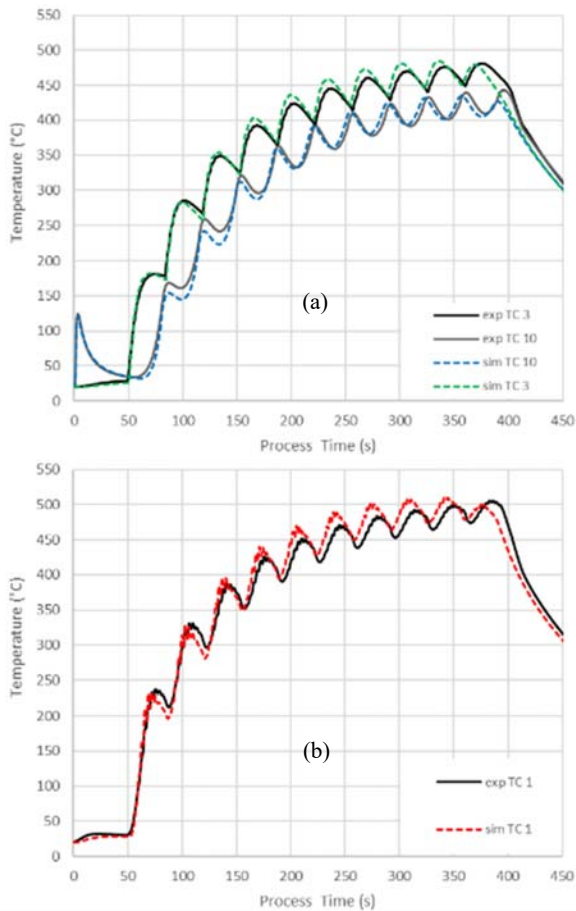 550
500
450
400
350
300
250
200
150
100
50
0
Temperature (°C)
(a)
exp TC 3
exp TC 10
sim TC 10
sim TC 3
0 50 100 150 200 250 300 350 400 450
Process Time (s)
550
500
450
400
350
300
250
200
150
100
50
0
Temperature (°C)
(b)
exp TC 1
sim TC 1
0 50 100 150 200 250 300 350 400 450
Process Time (s)